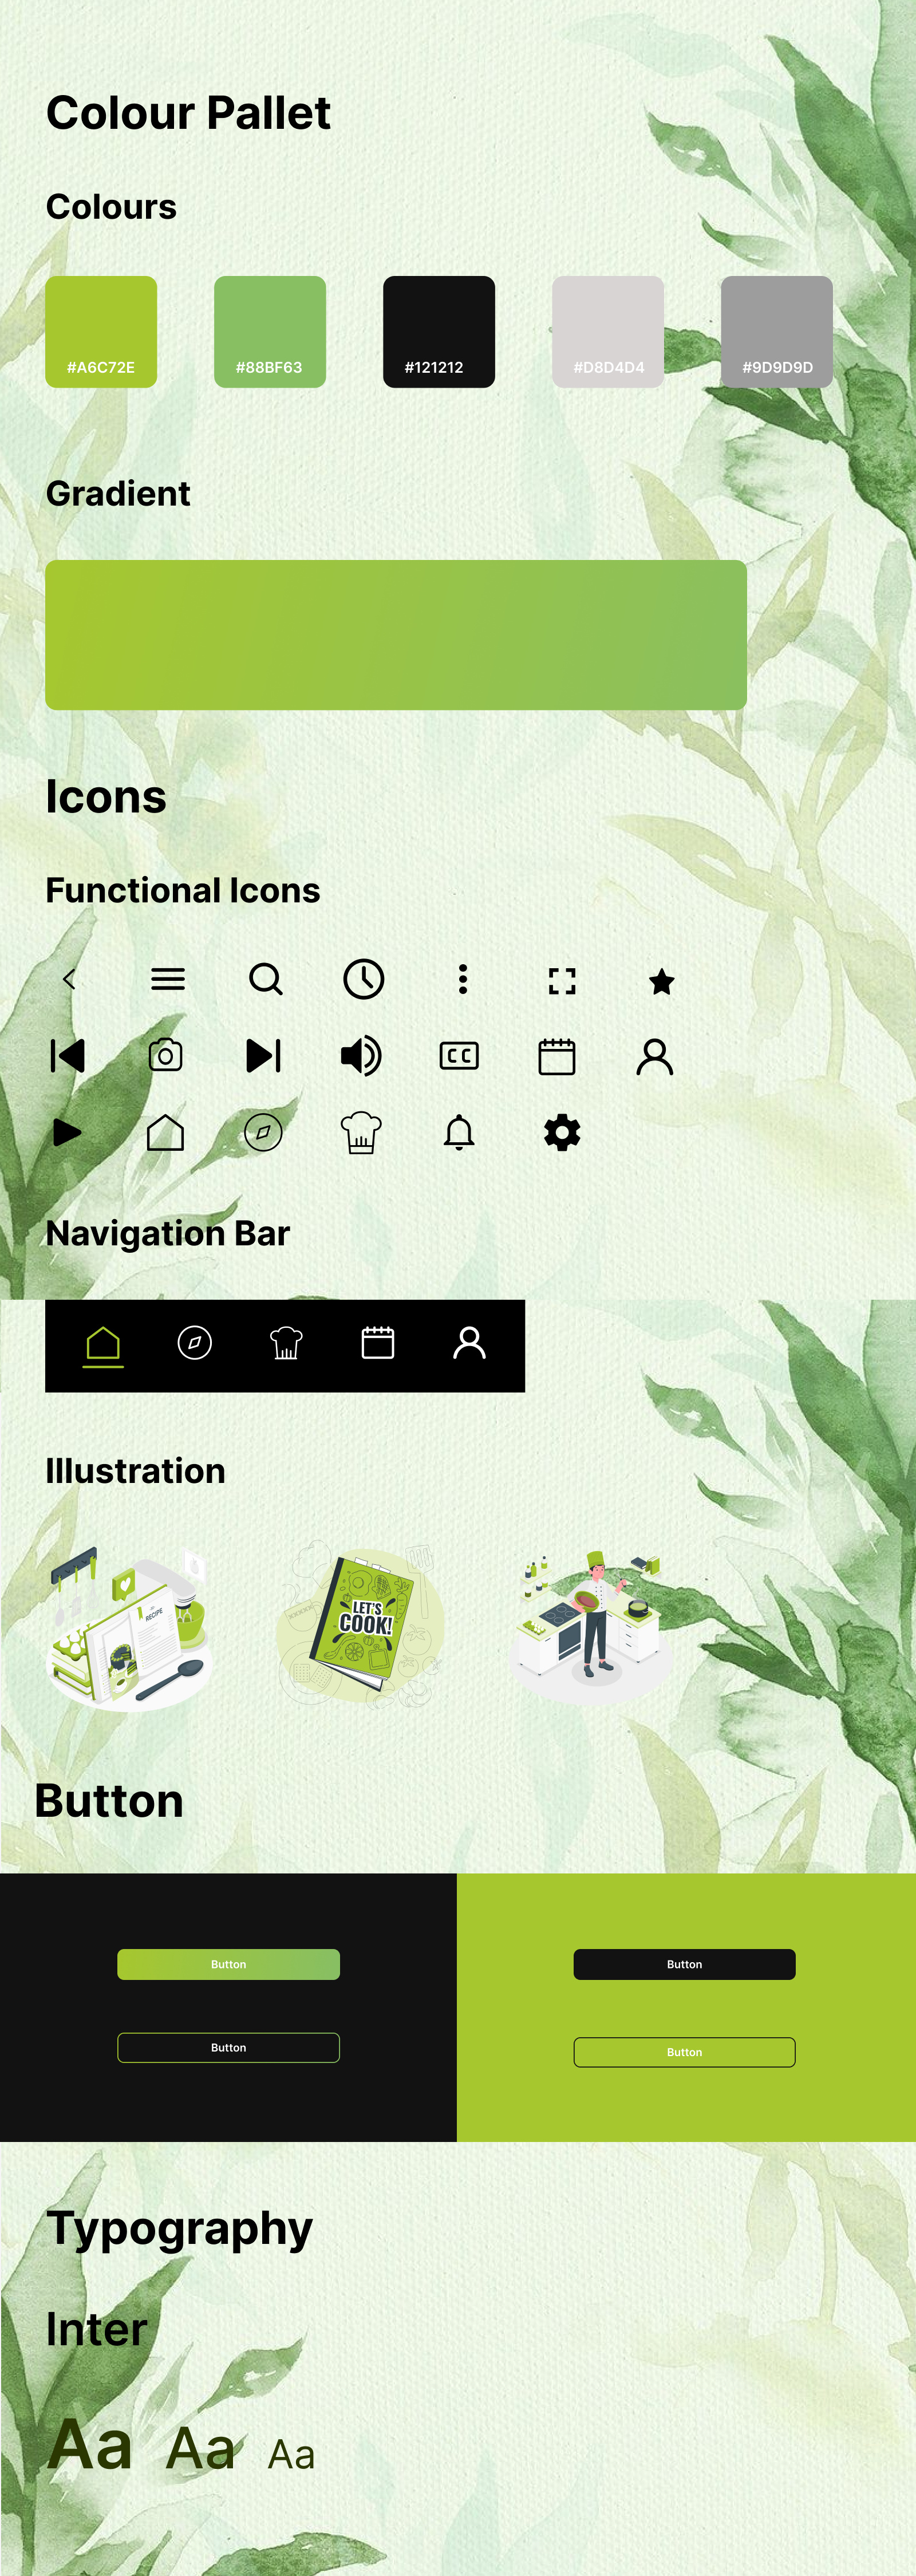 Colour Pallet
Colours
#A6C72E
#88BF63
#121212
#D8D4D4
#9D9D9D
Gradient
Icons
Functional Icons
CC
Navigation Bar
Illustration
RECIPE
LET'S
COOK!
Button
Button
Button
Button
Button
Typography
Inter
Aa Aa Aa